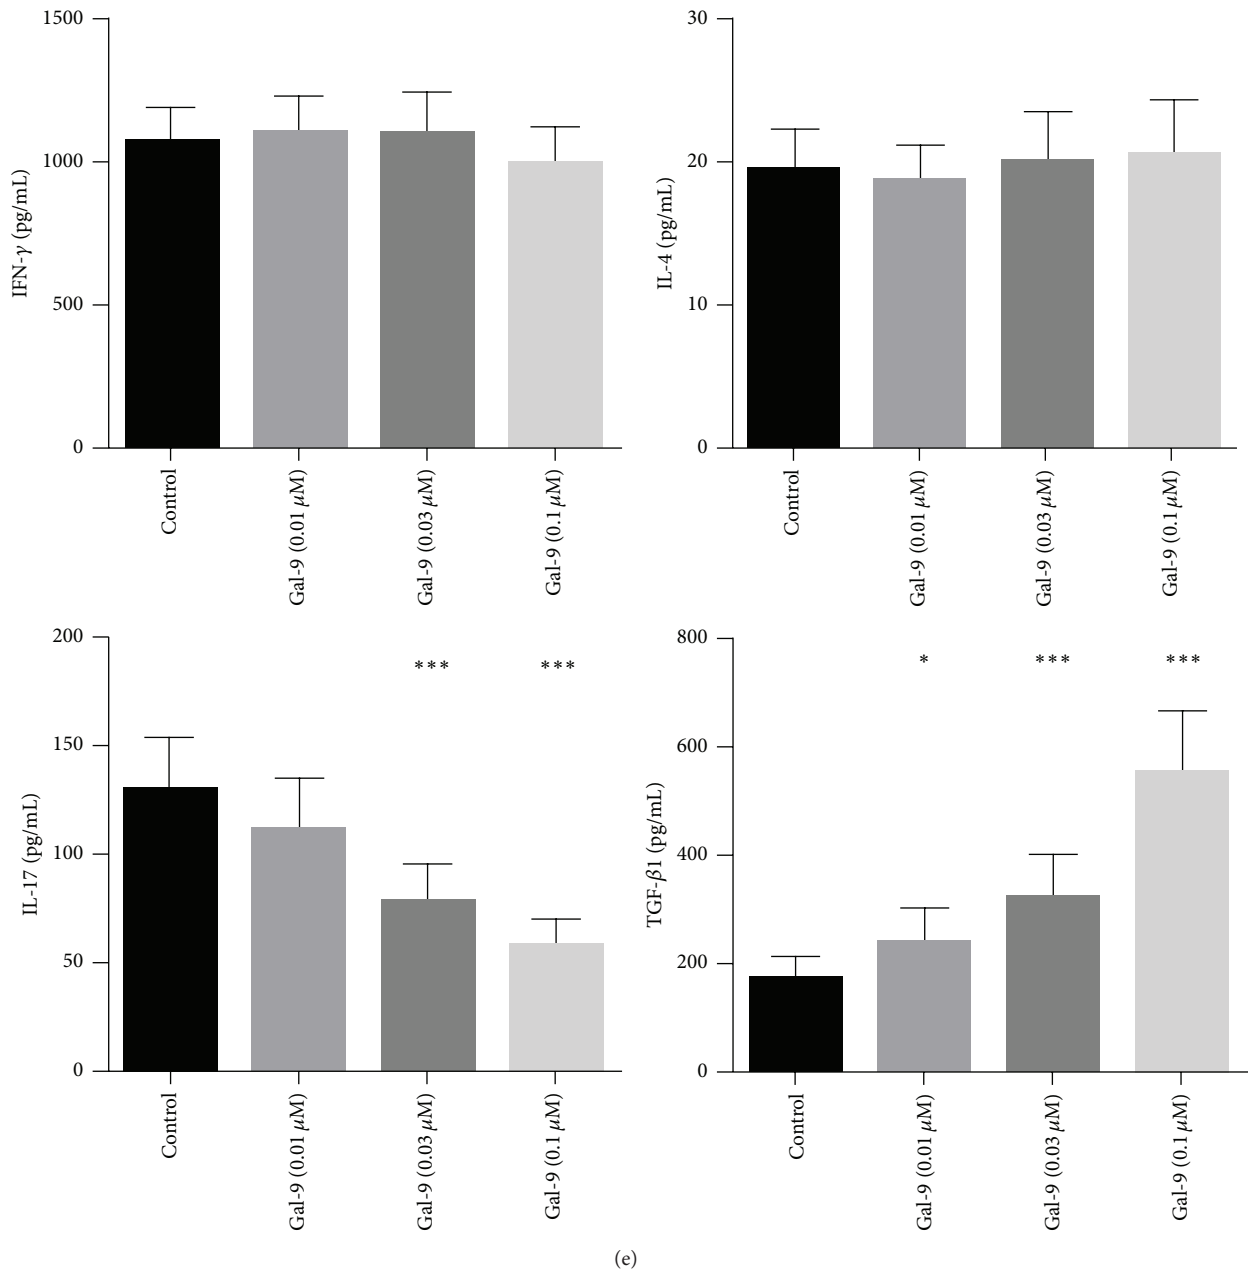 1500
1000
500
0
IFN-γ (pg/mL)
Control
Gal-9 (0.01 μM)
Gal-9 (0.03 μM)
Gal-9 (0.1 μM)
30
20
10
0
IL-4 (pg/mL)
Control
Gal-9 (0.01 μM)
Gal-9 (0.03 μM)
Gal-9 (0.1 μM)
200
150
100
50
0
IL-17 (pg/mL)
***
***
Control
Gal-9 (0.01 μM)
Gal-9 (0.03 μM)
Gal-9 (0.1 μM)
800
600
400
200
0
TGF-β1 (pg/mL)
*
***
***
Control
Gal-9 (0.01 μM)
Gal-9 (0.03 μM)
Gal-9 (0.1 μM)
(e)